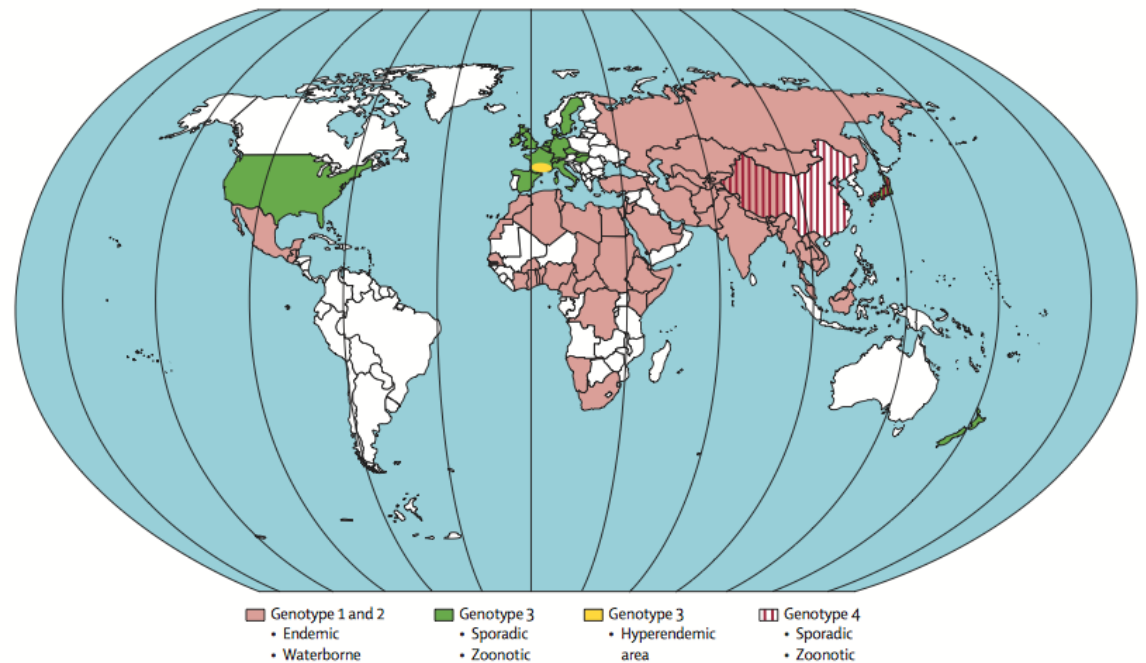 Genotype 1 and 2
• Endemic
• Waterborne
Genotype 3
• Sporadic
• Zoonotic
Genotype 3
• Hyperendemic
area
Genotype 4
• Sporadic
• Zoonotic